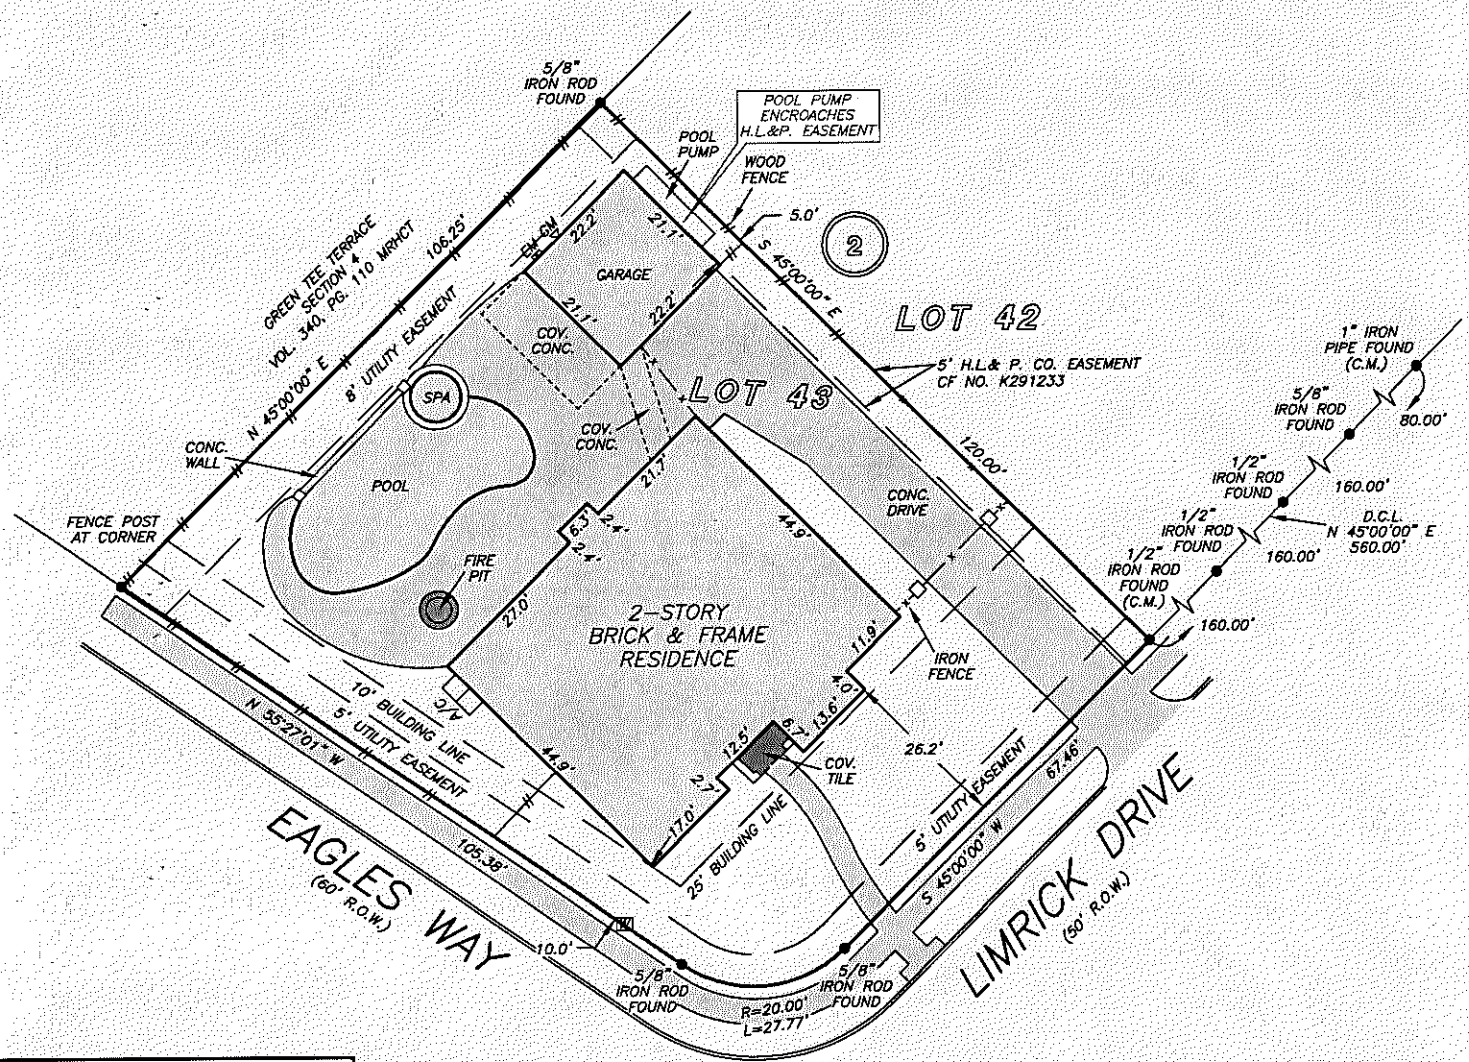 5/8"
IRON ROD
FOUND
POOL PUMP
ENCROACHES
H.L.&P. EASEMENT
POOL
PUMP
WOOD
FENCE
5.0'
2
S 45°00'00" E
LOT 42
5' H.L.& P. CO. EASEMENT
CF NO. K291233
120.00'
1" IRON
PIPE FOUND
(C.M.)
80.00'
5/8"
IRON ROD
FOUND
160.00'
1/2"
IRON ROD
FOUND
D.C.L.
N 45°00'00" E
560.00'
1/2"
IRON ROD
FOUND
160.00'
1/2"
IRON ROD
FOUND
(C.M.)
160.00'
GREEN TEE TERRACE
SECTION 4
VOL. 340, PG. 110 MRHCT
106.25'
N 45°00'00" E
8' UTILITY EASEMENT
EM GM
22.2'
21.1'
GARAGE
21.1'
22.2'
COV.
CONC.
LOT 43
COV.
CONC.
SPA
CONC.
WALL
POOL
FENCE POST
AT CORNER
FIRE
PIT
21.7'
2.4'
6.3'
2.4'
27.0'
44.9'
CONC.
DRIVE
2-STORY
BRICK & FRAME
RESIDENCE
11.9'
IRON
FENCE
4.0'
13.6'
6.7'
12.5'
2.7'
17.0'
COV.
TILE
26.2'
A/C
44.9'
10' BUILDING LINE
5' UTILITY EASEMENT
N 55°27'01" W
105.38'
25' BUILDING LINE
5' UTILITY EASEMENT
67.46'
S 45°00'00" W
EAGLES WAY
(60' R.O.W.)
LIMRICK DRIVE
(50' R.O.W.)
W
10.0'
5/8"
IRON ROD
FOUND
5/8"
IRON ROD
FOUND
R=20.00'
L=27.77'